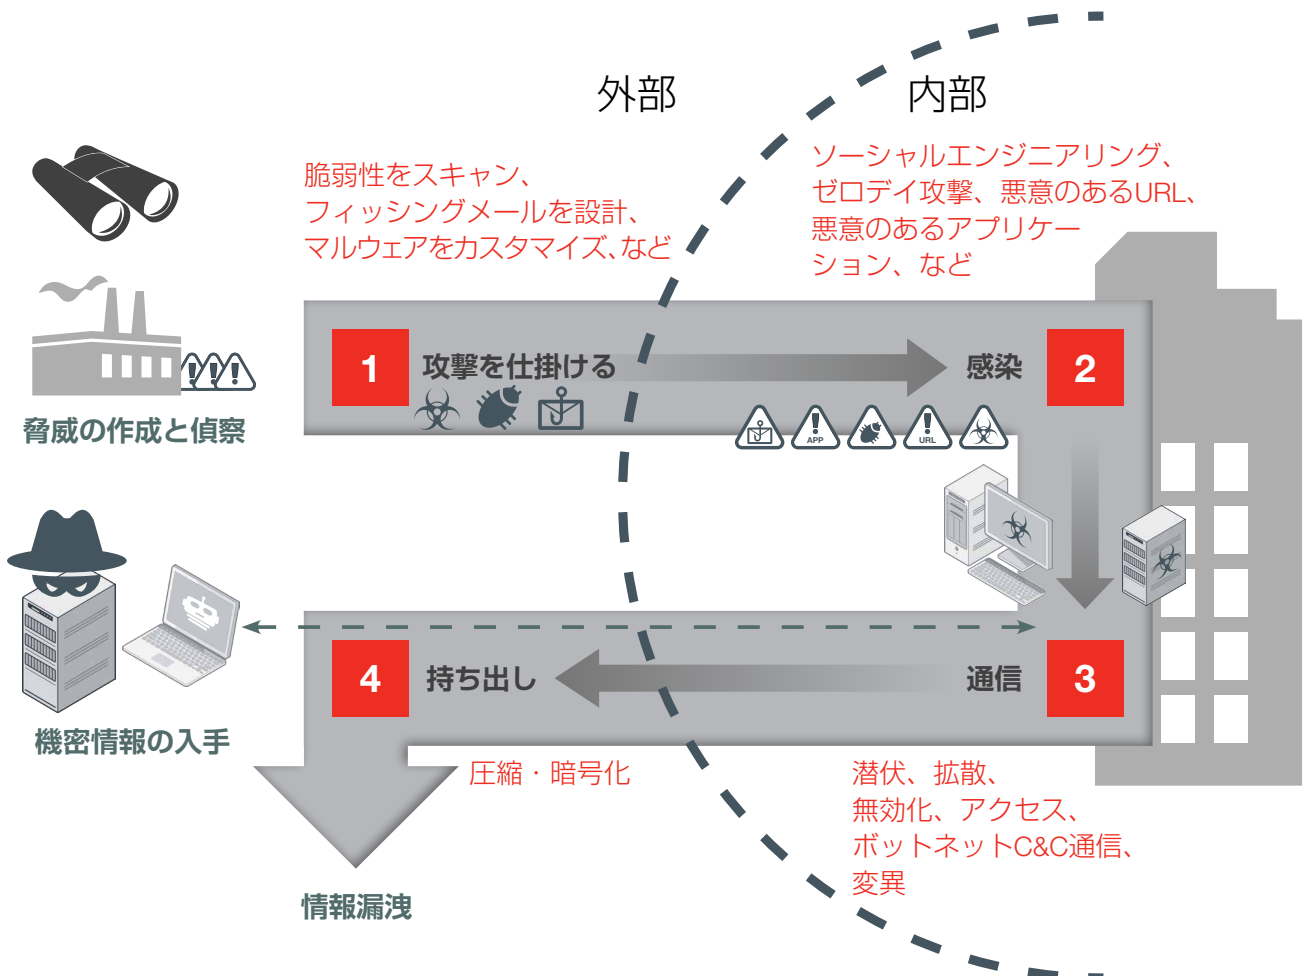 外部
内部
脆弱性をスキャン、
フィッシングメールを設計、
マルウェアをカスタマイズ、など
ソーシャルエンジニアリング、
ゼロデイ攻撃、悪意のあるURL、
悪意のあるアプリケー
ション、など
脅威の作成と偵察
1
攻撃を仕掛ける
感染
2
APP
URL
機密情報の入手
4
持ち出し
通信
3
圧縮・暗号化
潜伏、拡散、
無効化、アクセス、
ボットネットC&C通信、
変異
情報漏洩